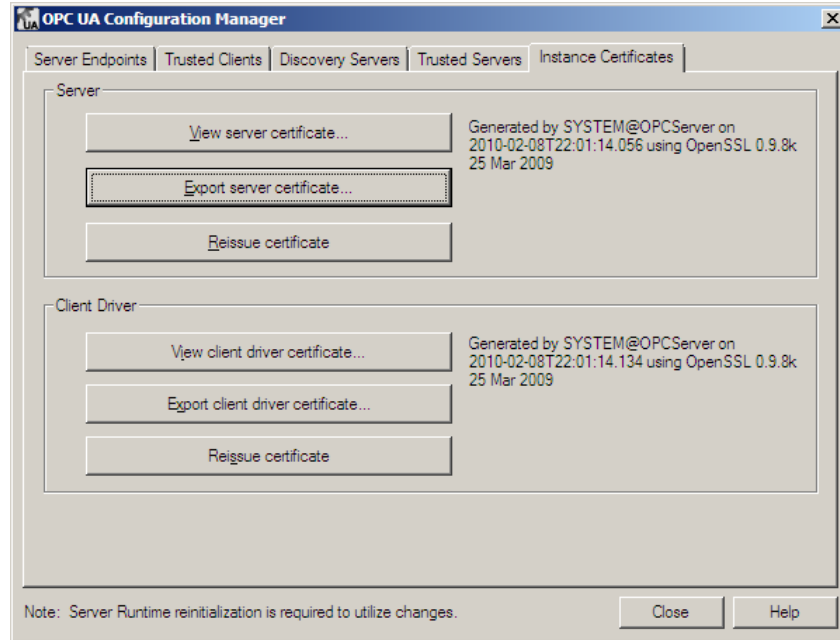 OPC UA Configuration Manager
Server Endpoints
Trusted Clients
Discovery Servers
Trusted Servers
Instance Certificates
Server
View server certificate...
Generated by SYSTEM@OPCServer on
2010-02-08T22:01:14.056 using OpenSSL 0.9.8k
25 Mar 2009
Export server certificate...
Reissue certificate
Client Driver
View client driver certificate...
Generated by SYSTEM@OPCServer on
2010-02-08T22:01:14.134 using OpenSSL 0.9.8k
25 Mar 2009
Export client driver certificate...
Reissue certificate
Note: Server Runtime reinitialization is required to utilize changes.
Close
Help